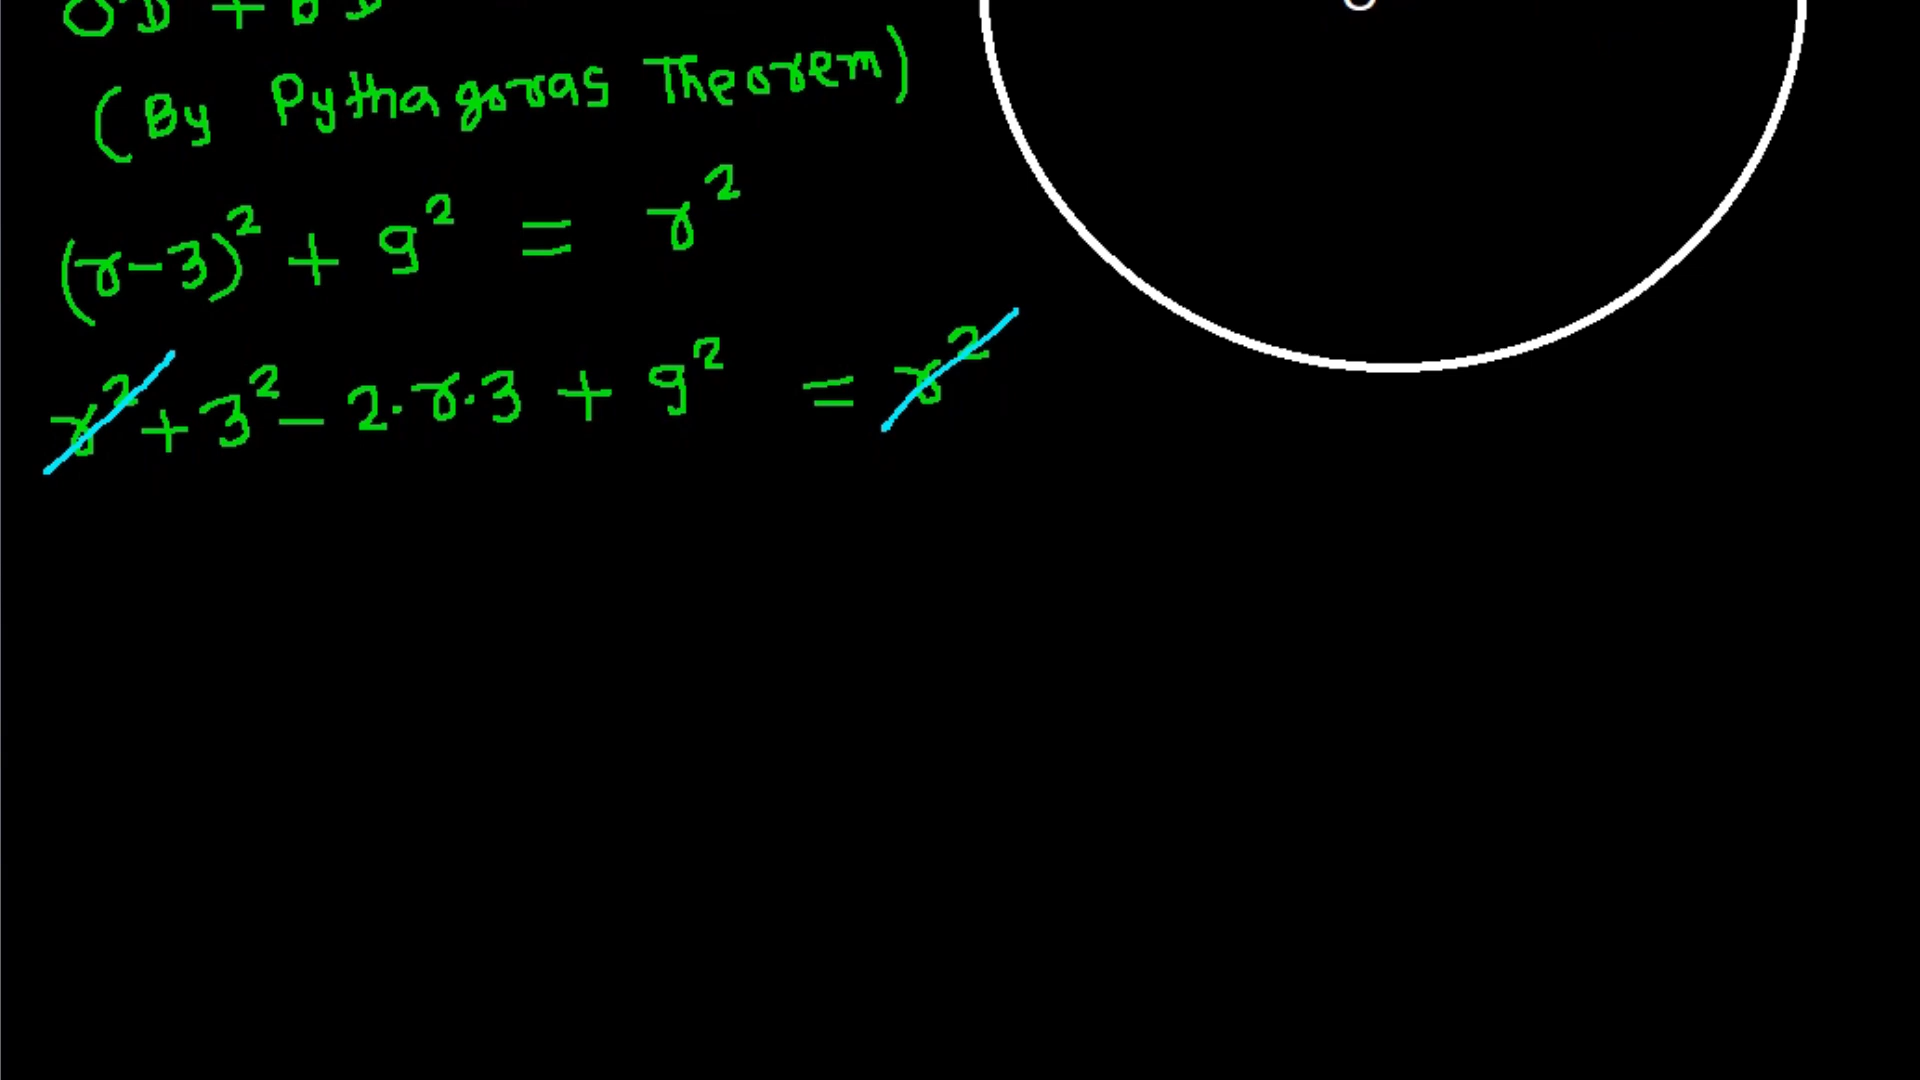 (By Pythagoras Theorem)
(r-3)² + 9² = r²
r² + 3² - 2·r·3 + 9² = r²